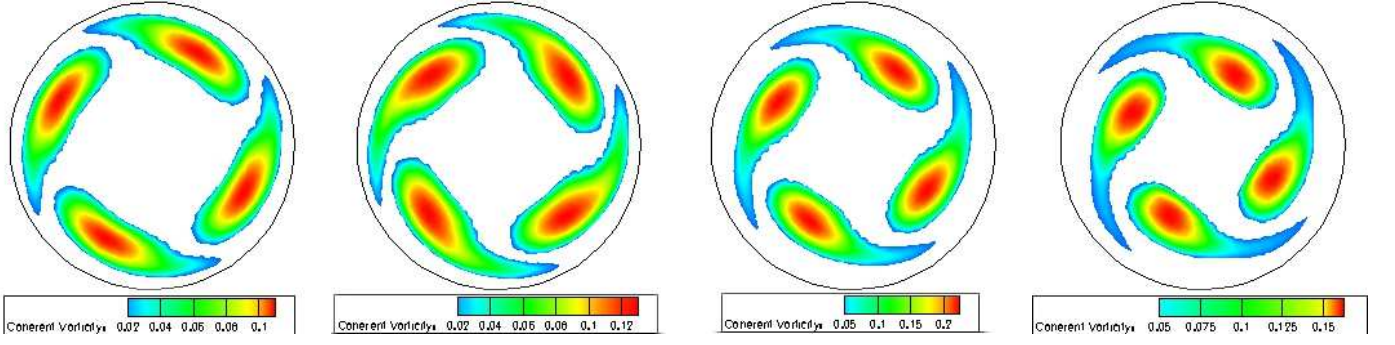 Coherent Vorticity: 0.02 0.04 0.06 0.08 0.1
Coherent Vorticity: 0.02 0.04 0.06 0.08 0.1 0.12
Coherent Vorticity: 0.05 0.1 0.15 0.2
Coherent Vorticity: 0.05 0.075 0.1 0.125 0.15